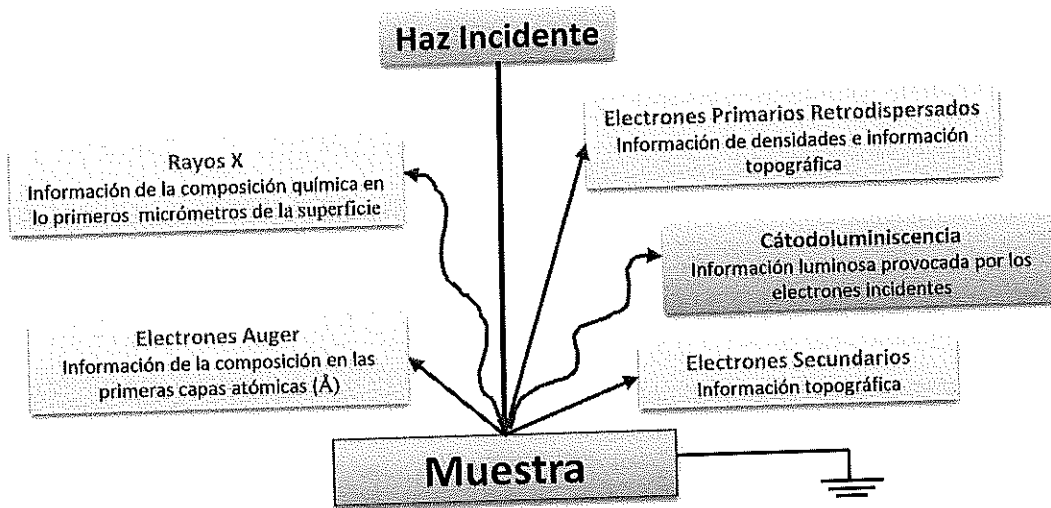 Haz Incidente
Electrones Primarios Retrodispersados
Información de densidades e información
topográfica
Rayos X
Información de la composición química en
lo primeros micrómetros de la superficie
Cátodoluminiscencia
Información luminosa provocada por los
electrones incidentes
Electrones Auger
Información de la composición en las
primeras capas atómicas (Å)
Electrones Secundarios
Información topográfica
Muestra